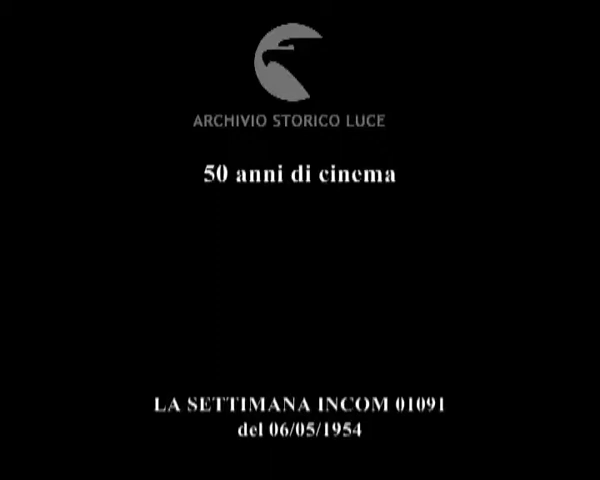 ARCHIVIO STORICO LUCE
50 anni di cinema
LA SETTIMANA INCOM 01091
del 06/05/1954